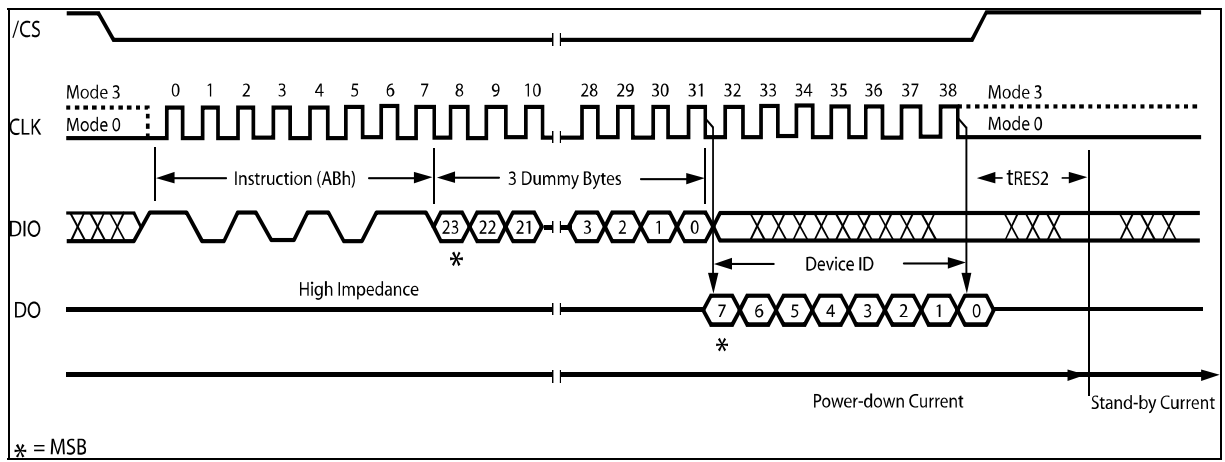 /CS
Mode 3 0 1 2 3 4 5 6 7 8 9 10 28 29 30 31 32 33 34 35 36 37 38 Mode 3
CLK Mode 0 Mode 0
Instruction (ABh) 3 Dummy Bytes tRES2
DIO 23 22 21 3 2 1 0
* Device ID
High Impedance
DO 7 6 5 4 3 2 1 0
*
Power-down Current Stand-by Current
* = MSB